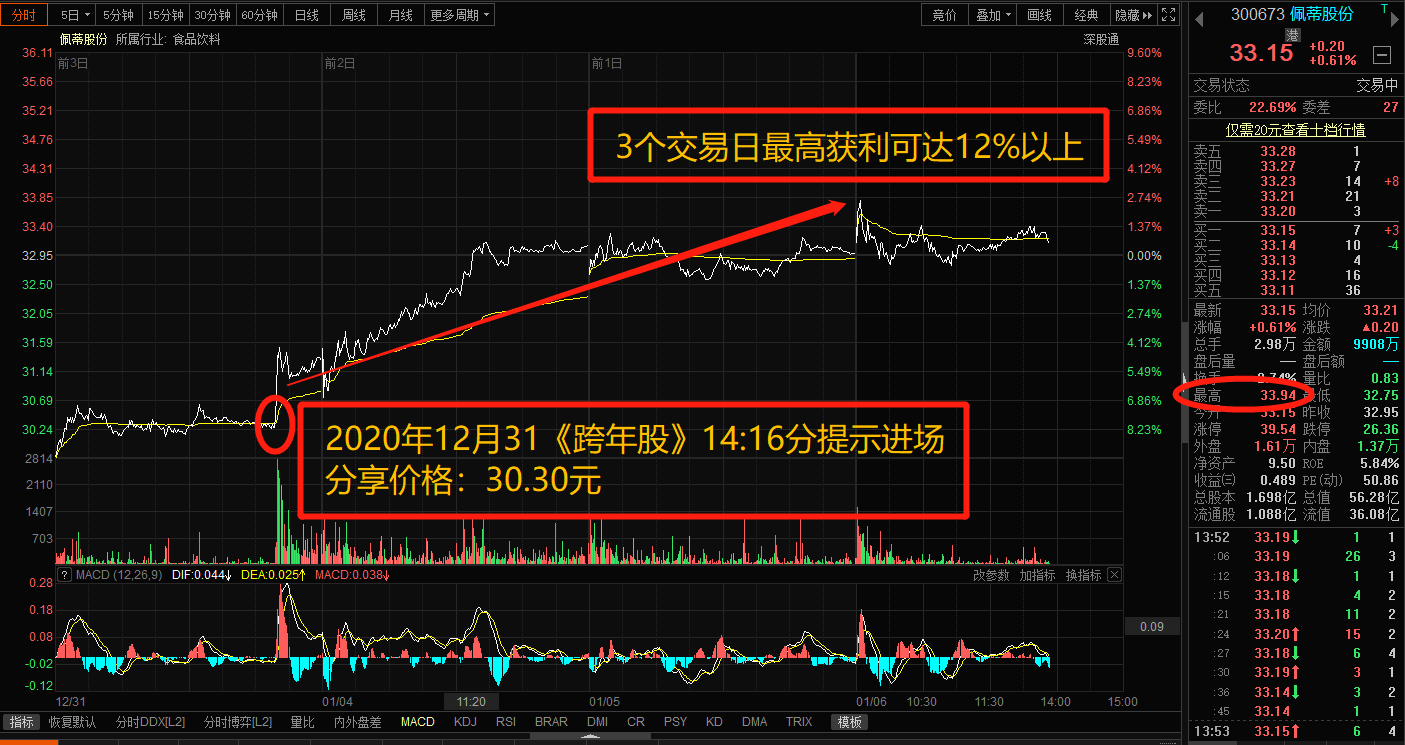 分时 5日 5分钟 15分钟 30分钟 60分钟 日线 周线 月线 更多周期 竞价 叠加 画线 经典 隐藏
佩蒂股份 所属行业: 食品饮料 深股通
前3日 前2日 前1日
36.11 9.60%
35.66 8.23%
35.21 6.86%
34.76 5.49%
34.31 4.12%
33.85 2.74%
33.40 1.37%
32.95 0.00%
32.50 1.37%
32.05 2.74%
31.59 4.12%
31.14 5.49%
30.69 6.86%
30.24 8.23%
3个交易日最高获利可达12%以上
2020年12月31《跨年股》14:16分提示进场
分享价格：30.30元
2814
2110
1407
703
? MACD (12,26,9) DIF:0.044↓ DEA:0.025↑ MACD:0.038↓ 改参数 加指标 换指标
0.28
0.18
0.08
-0.02
-0.12
0.09
12/31 01/04 11:20 01/05 01/06 10:30 11:30 14:00 15:00
指标 恢复默认 分时DDX[L2] 分时博弈[L2] 量比 内外盘差 MACD KDJ RSI BRAR DMI CR PSY KD DMA TRIX 模板
300673 佩蒂股份 T
港
33.15 +0.20
+0.61%
交易状态 交易中
委比 22.69% 委差 27
仅需20元查看十档行情
卖五 33.28 1
卖四 33.27 7
卖三 33.23 14 +8
卖二 33.21 21
卖一 33.20 3
买一 33.15 7 +3
买二 33.14 10 -4
买三 33.13 4
买四 33.12 16
买五 33.11 36
最新 33.15 均价 33.21
涨幅 +0.61% 涨跌 ▲0.20
总手 2.98万 金额 9908万
盘后量 — 盘后额 —
换手 2.74% 量比 0.83
最高 33.94 最低 32.75
今开 33.15 昨收 32.95
涨停 39.54 跌停 26.36
外盘 1.61万 内盘 1.37万
净资产 9.50 ROE 5.84%
收益㈢ 0.489 PE(动) 50.86
总股本 1.698亿 总值 56.28亿
流通股 1.088亿 流值 36.08亿
13:52 33.19↓ 1 1
:06 33.19 26 3
:12 33.18↓ 1 1
:15 33.18 4 2
:21 33.18 11 2
:24 33.20↑ 15 2
:27 33.18↓ 6 4
:30 33.19↑ 3 1
:36 33.14↓ 3 2
:45 33.14 1 1
13:53 33.15↑ 6 4